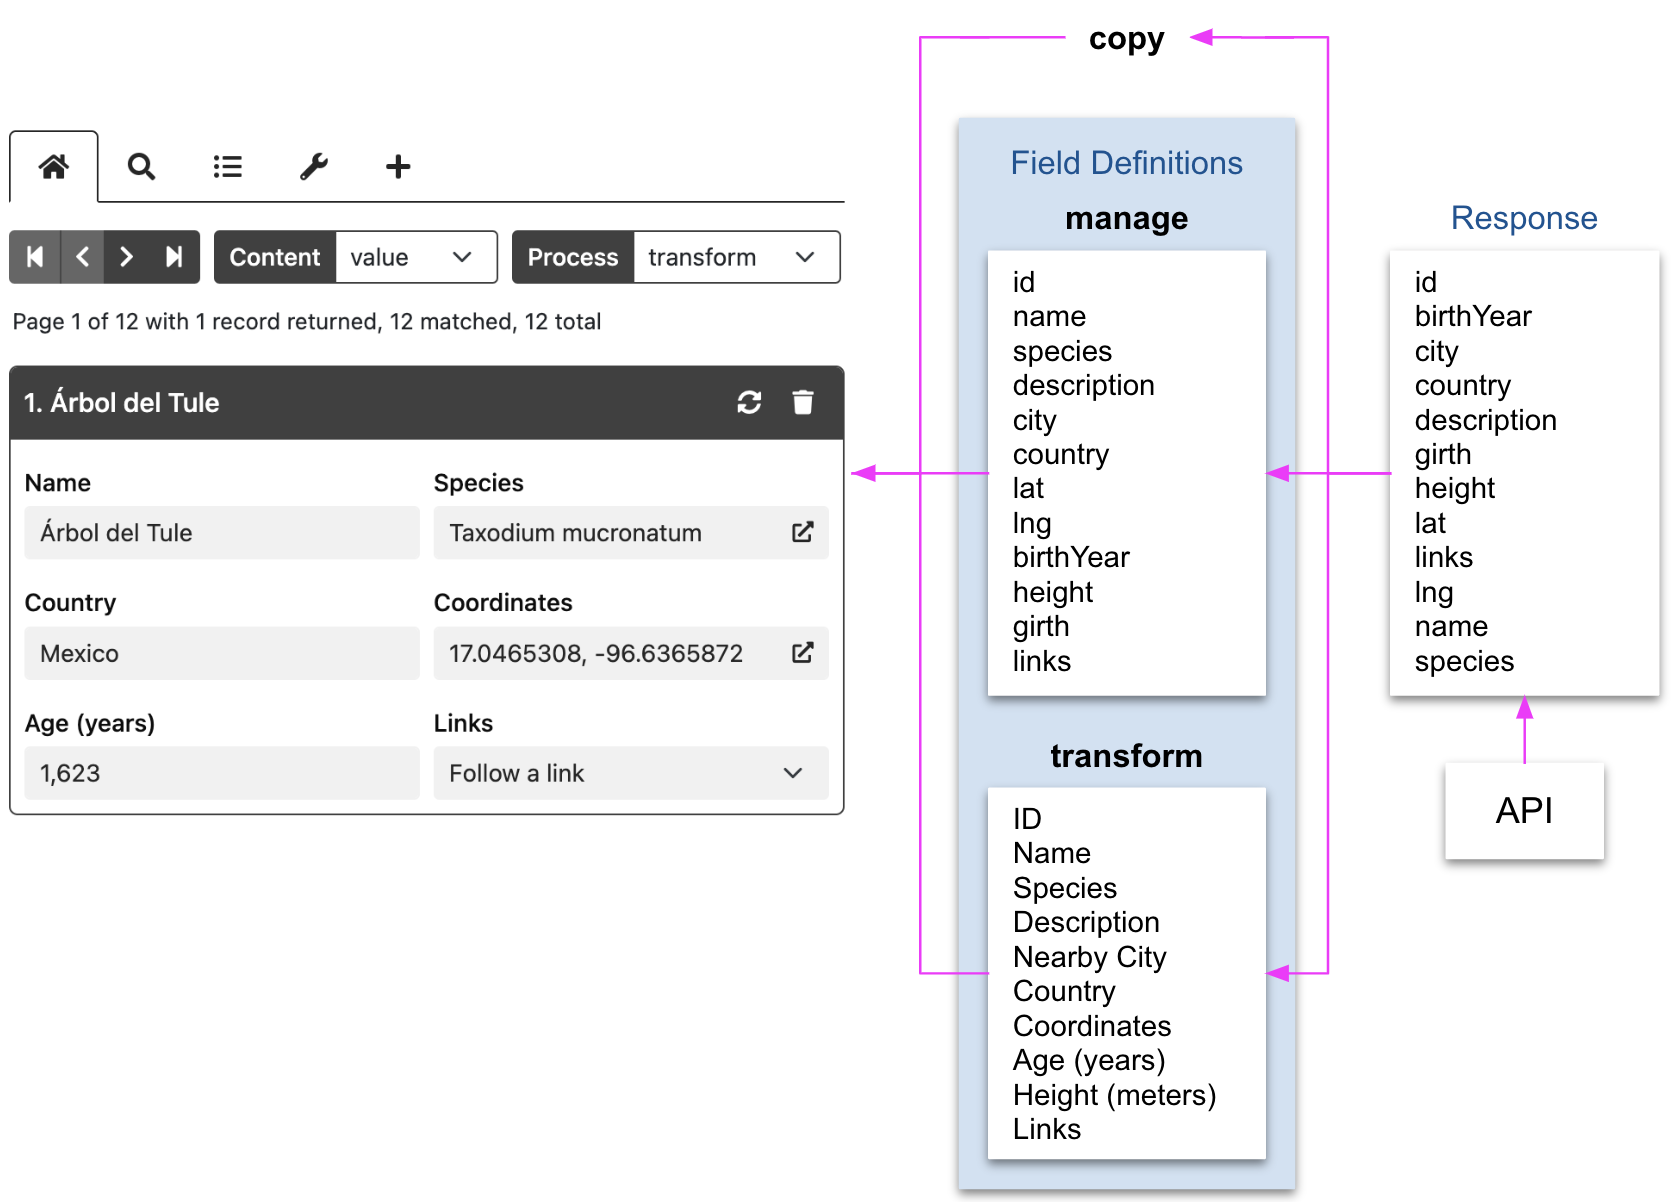 copy
Content value
Process transform
Page 1 of 12 with 1 record returned, 12 matched, 12 total
1. Árbol del Tule
Name
Árbol del Tule
Species
Taxodium mucronatum
Country
Mexico
Coordinates
17.0465308, -96.6365872
Age (years)
1,623
Links
Follow a link
Field Definitions
manage
id
name
species
description
city
country
lat
lng
birthYear
height
girth
links
transform
ID
Name
Species
Description
Nearby City
Country
Coordinates
Age (years)
Height (meters)
Links
Response
id
birthYear
city
country
description
girth
height
lat
links
lng
name
species
API